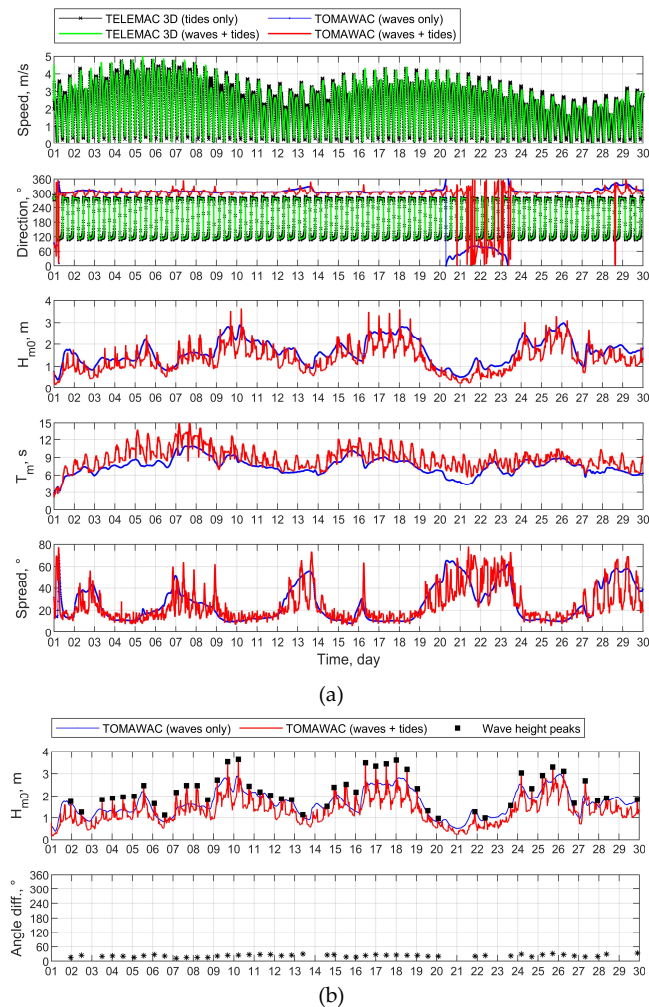 TELEMAC 3D (tides only) TOMAWAC (waves only)
TELEMAC 3D (waves + tides) TOMAWAC (waves + tides)
Speed, m/s
5
4
3
2
1
0
01 02 03 04 05 06 07 08 09 10 11 12 13 14 15 16 17 18 19 20 21 22 23 24 25 26 27 28 29 30
Direction, °
360
300
240
180
120
60
0
01 02 03 04 05 06 07 08 09 10 11 12 13 14 15 16 17 18 19 20 21 22 23 24 25 26 27 28 29 30
Hm0, m
4
3
2
1
0
01 02 03 04 05 06 07 08 09 10 11 12 13 14 15 16 17 18 19 20 21 22 23 24 25 26 27 28 29 30
Tm, s
15
12
9
6
3
0
01 02 03 04 05 06 07 08 09 10 11 12 13 14 15 16 17 18 19 20 21 22 23 24 25 26 27 28 29 30
Spread, °
80
60
40
20
0
01 02 03 04 05 06 07 08 09 10 11 12 13 14 15 16 17 18 19 20 21 22 23 24 25 26 27 28 29 30
Time, day
(a)
TOMAWAC (waves only) TOMAWAC (waves + tides) Wave height peaks
Hm0, m
4
3
2
1
0
01 02 03 04 05 06 07 08 09 10 11 12 13 14 15 16 17 18 19 20 21 22 23 24 25 26 27 28 29 30
Angle diff., °
360
300
240
180
120
60
0
01 02 03 04 05 06 07 08 09 10 11 12 13 14 15 16 17 18 19 20 21 22 23 24 25 26 27 28 29 30
(b)